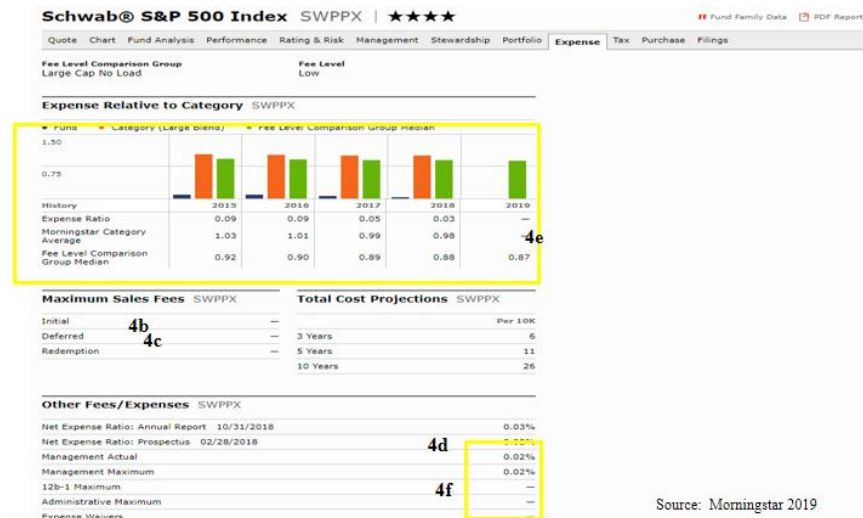 Schwab® S&P 500 Index SWPPX | ★★★★
Fund Family Data PDF Report
Quote Chart Fund Analysis Performance Rating & Risk Management Stewardship Portfolio Expense Tax Purchase Filings
Fee Level Comparison Group Fee Level
Large Cap No Load Low
Expense Relative to Category SWPPX
Fund Category (Large Blend) Fee Level Comparison Group Median
1.50
0.75
History 2015 2016 2017 2018 2019
Expense Ratio 0.09 0.09 0.05 0.03 —
Morningstar Category
Average 1.03 1.01 0.99 0.98 —
4e
Fee Level Comparison
Group Median 0.92 0.90 0.89 0.88 0.87
Maximum Sales Fees SWPPX Total Cost Projections SWPPX
Initial 4b — Per 10K
Deferred 4c — 3 Years 6
Redemption — 5 Years 11
10 Years 26
Other Fees/Expenses SWPPX
Net Expense Ratio: Annual Report 10/31/2018 0.03%
Net Expense Ratio: Prospectus 02/28/2018
4d
Management Actual 0.02%
Management Maximum 0.02%
12b-1 Maximum —
4f
Administrative Maximum —
Expense Waivers —
Source: Morningstar 2019